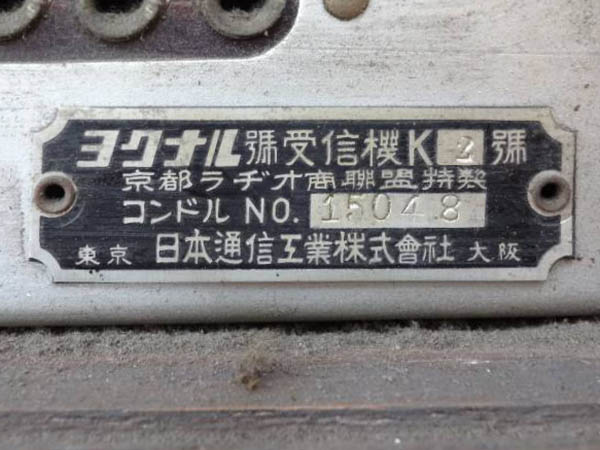 ヨクナル號受信機K2號
京都ラヂオ商聯盟特製
コンドルNO. 15048
東京 日本通信工業株式會社 大阪